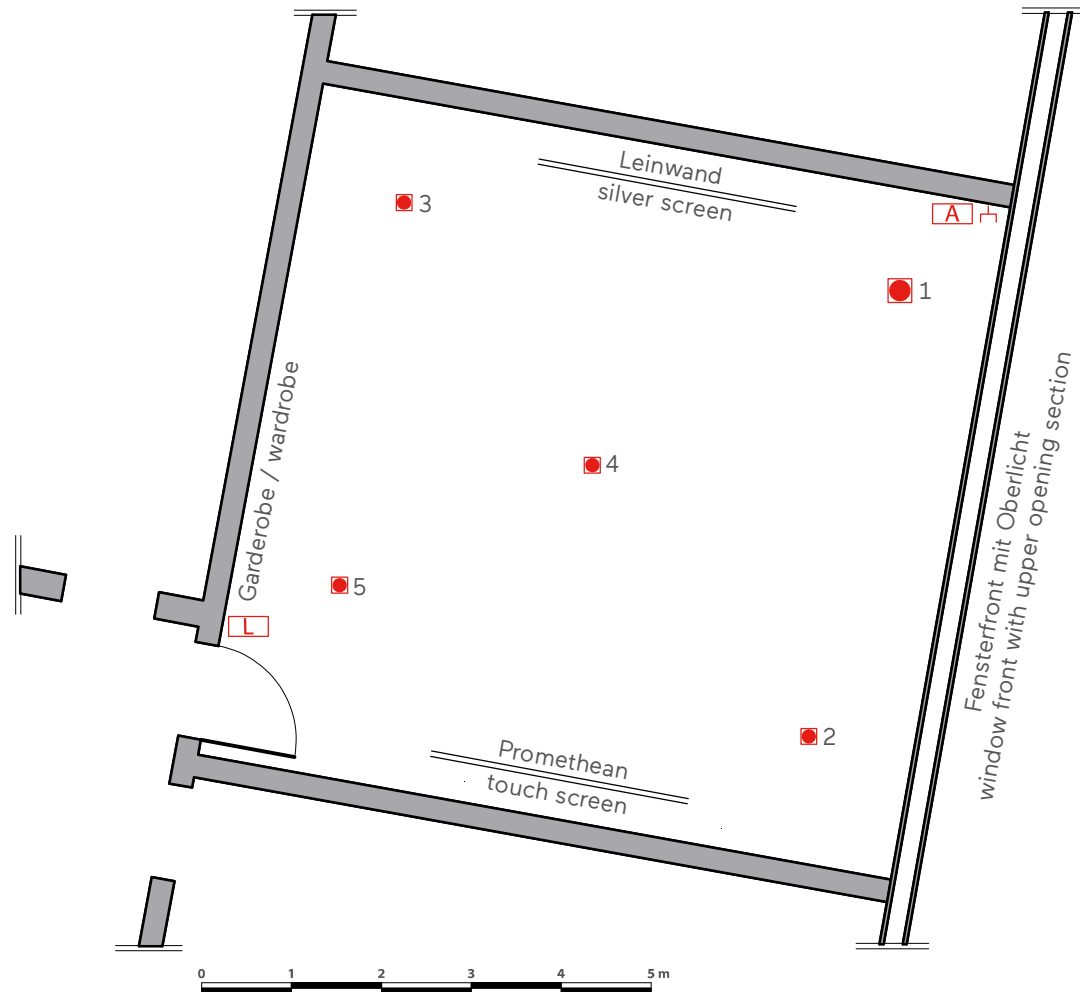 Leinwand
silver screen
3
A
1
Garderobe / wardrobe
4
5
L
Fensterfront mit Oberlicht
window front with upper opening section
2
Promethean
touch screen
0 1 2 3 4 5 m